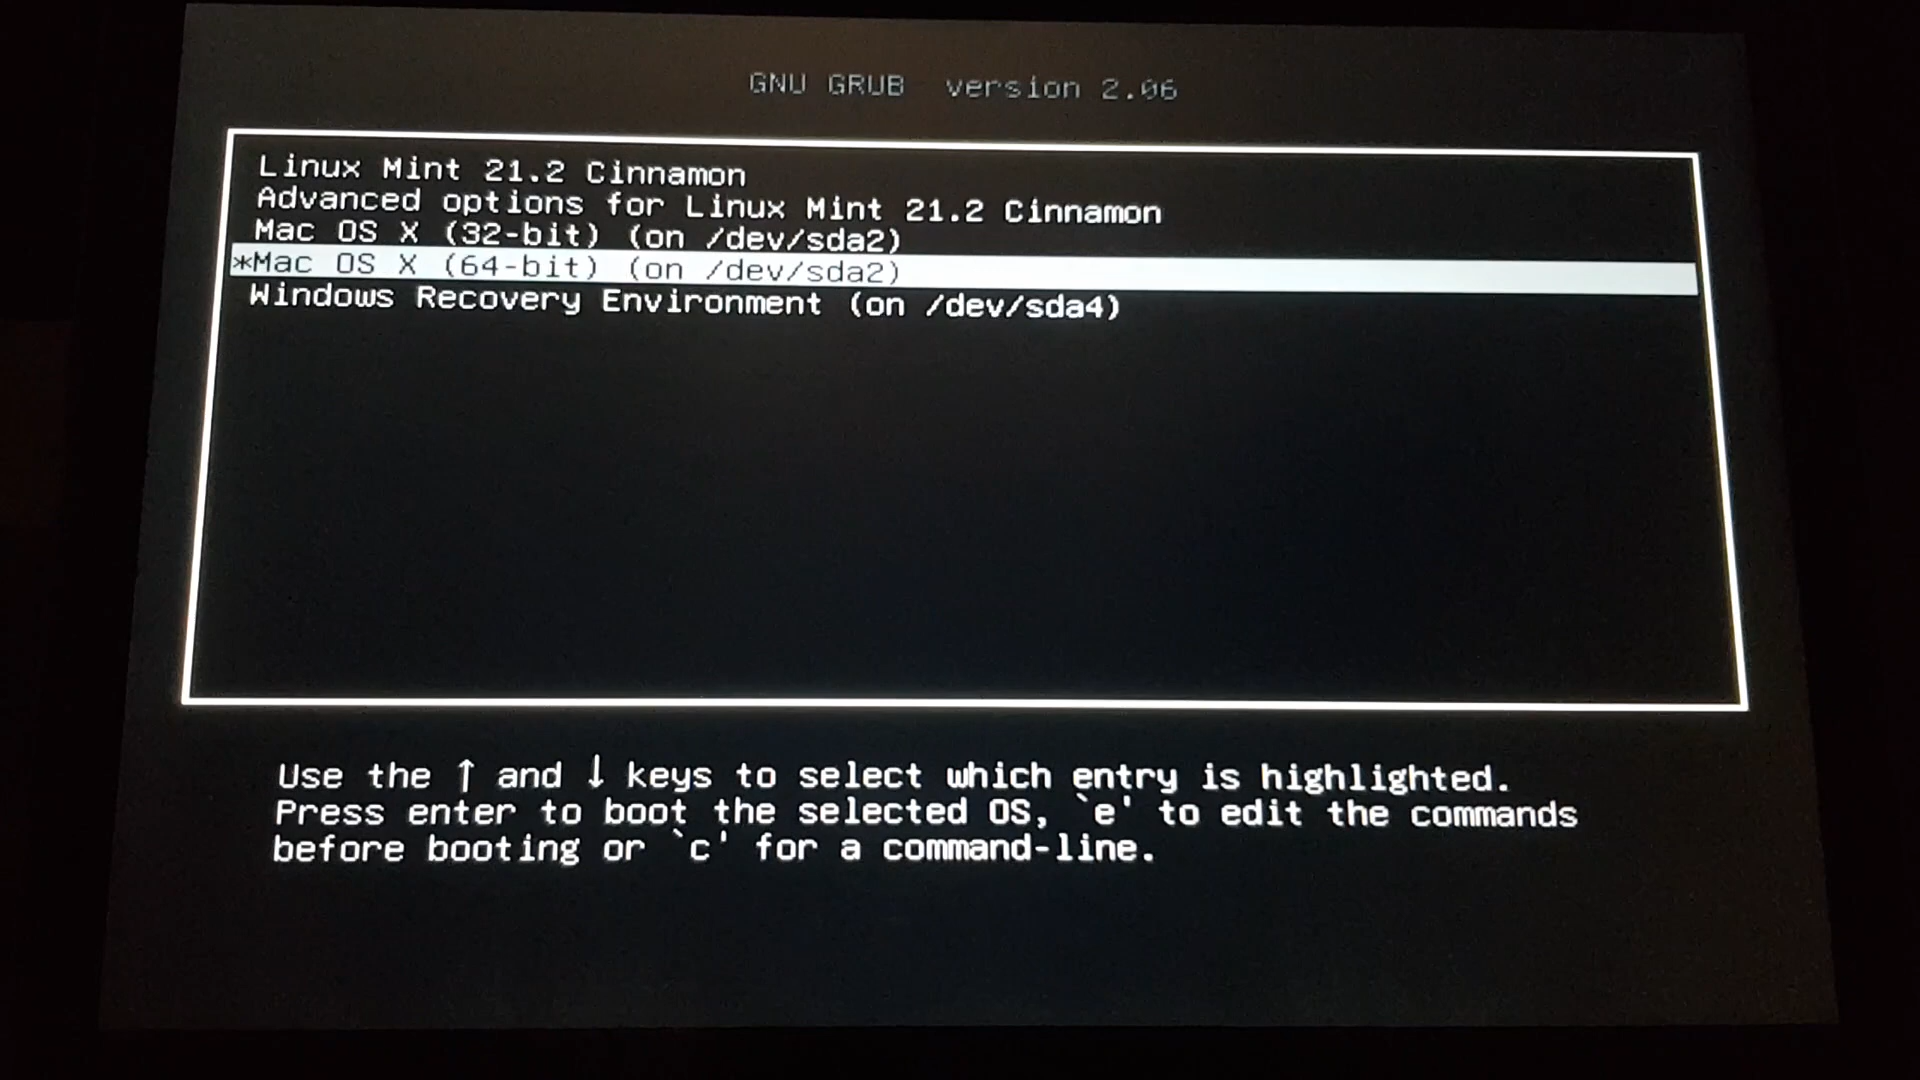 GNU GRUB version 2.06
Linux Mint 21.2 Cinnamon
Advanced options for Linux Mint 21.2 Cinnamon
Mac OS X (32-bit) (on /dev/sda2)
*Mac OS X (64-bit) (on /dev/sda2)
Windows Recovery Environment (on /dev/sda4)
Use the ↑ and ↓ keys to select which entry is highlighted.
Press enter to boot the selected OS, `e' to edit the commands
before booting or `c' for a command-line.